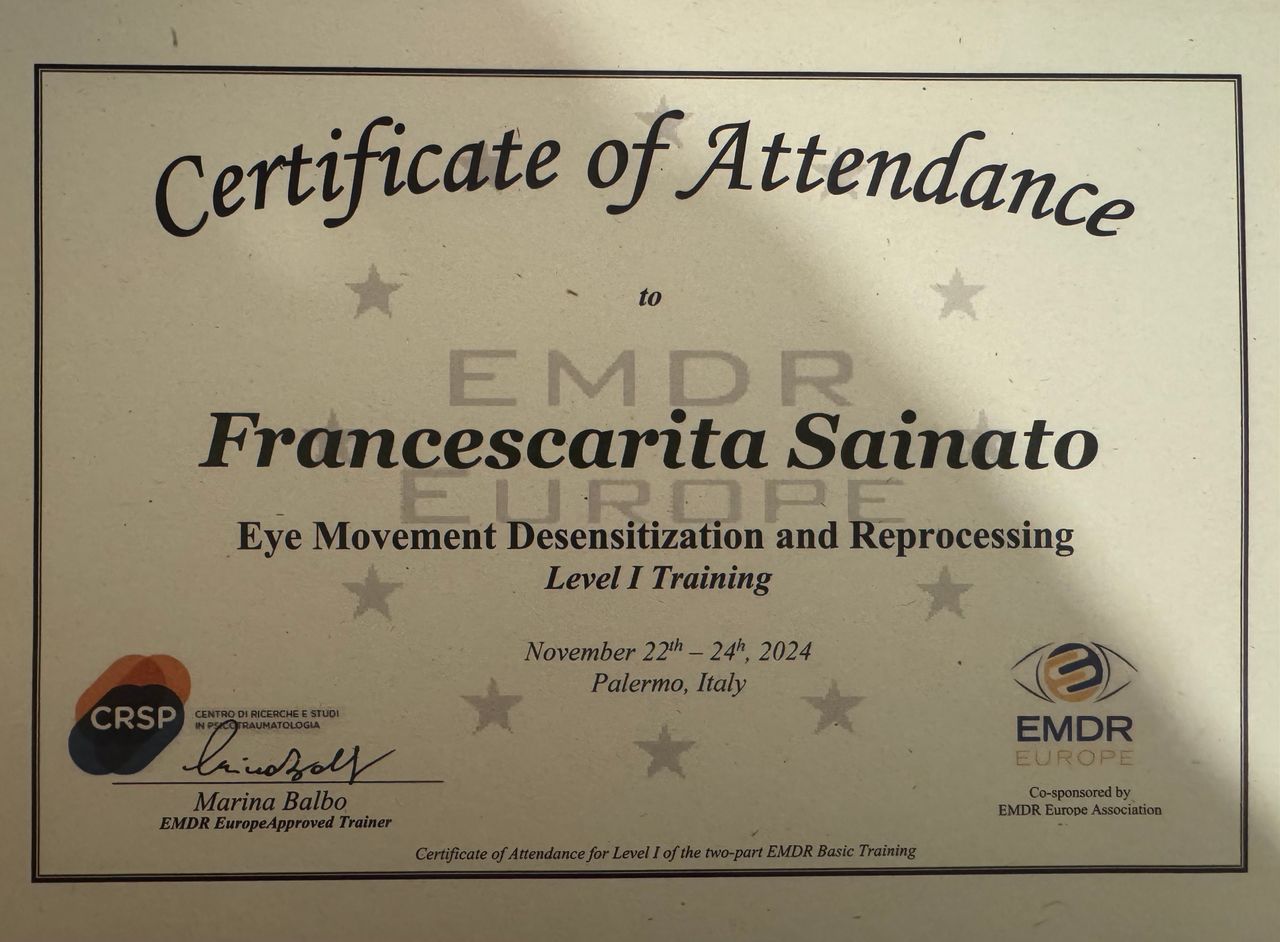 Certificate of Attendance
to
EMDR
Francescarita Sainato
EUROPE
Eye Movement Desensitization and Reprocessing
Level I Training
November 22th – 24h, 2024
Palermo, Italy
CRSP
CENTRO DI RICERCHE E STUDI
IN PSICOTRAUMATOLOGIA
Marina Balbo
EMDR EuropeApproved Trainer
EMDR
EUROPE
Co-sponsored by
EMDR Europe Association
Certificate of Attendance for Level I of the two-part EMDR Basic Training